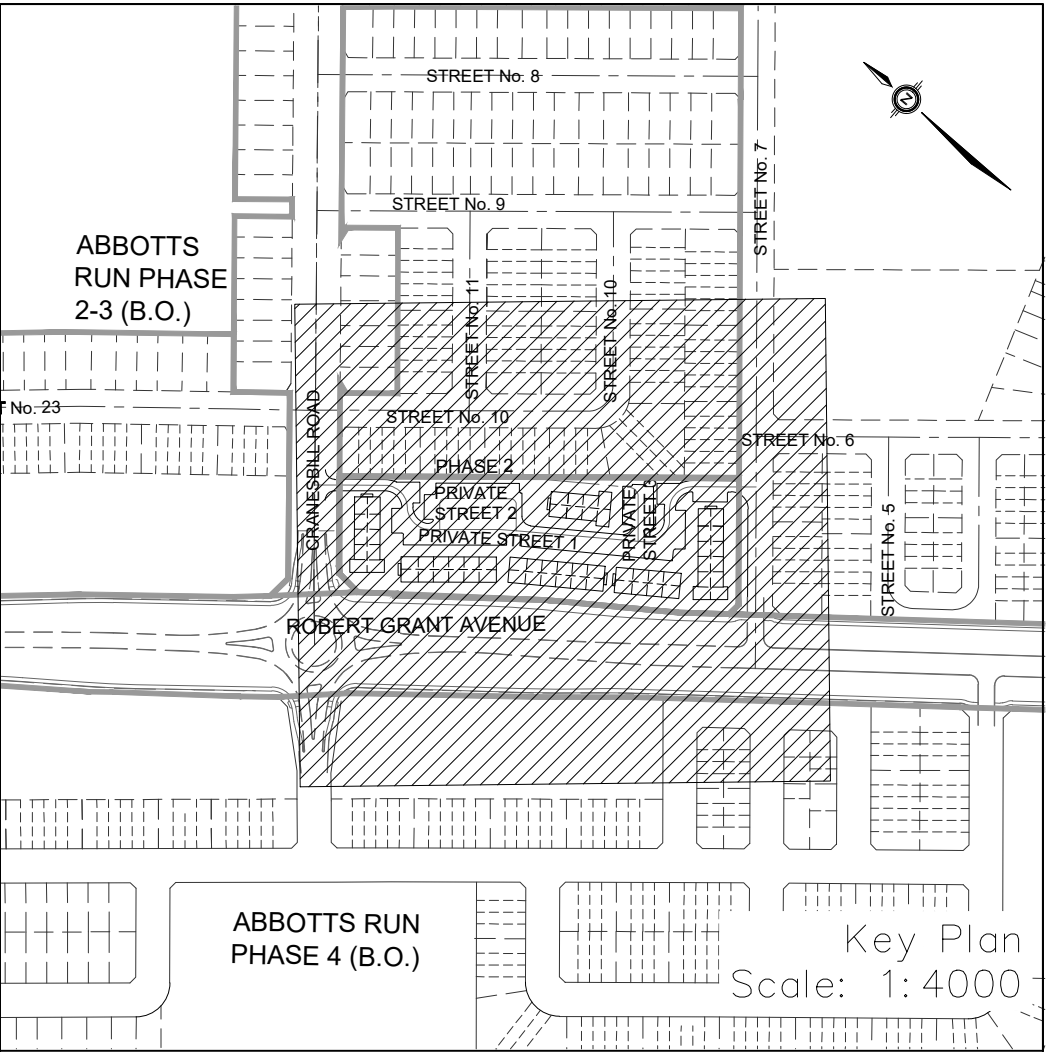 STREET No. 8
N
STREET No. 7
STREET No. 9
ABBOTTS
RUN PHASE
2-3 (B.O.)
STREET No. 11
STREET No. 10
CRANESBILL ROAD
No. 23
STREET No. 10
STREET No. 6
PHASE 2
PRIVATE
STREET 2
PRIVATE
STREET 3
STREET No. 5
PRIVATE STREET 1
ROBERT GRANT AVENUE
ABBOTTS RUN
PHASE 4 (B.O.)
Key Plan
Scale: 1:4000